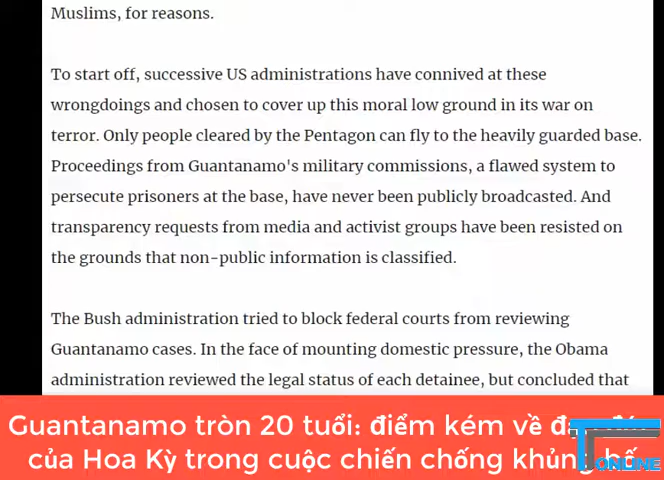 Muslims, for reasons.
To start off, successive US administrations have connived at these
wrongdoings and chosen to cover up this moral low ground in its war on
terror. Only people cleared by the Pentagon can fly to the heavily guarded base.
Proceedings from Guantanamo's military commissions, a flawed system to
persecute prisoners at the base, have never been publicly broadcasted. And
transparency requests from media and activist groups have been resisted on
the grounds that non-public information is classified.
The Bush administration tried to block federal courts from reviewing
Guantanamo cases. In the face of mounting domestic pressure, the Obama
administration reviewed the legal status of each detainee, but concluded that
Guantanamo tròn 20 tuổi: điểm kém về
của Hoa Kỳ trong cuộc chiến chống khủng bố
ONLINE